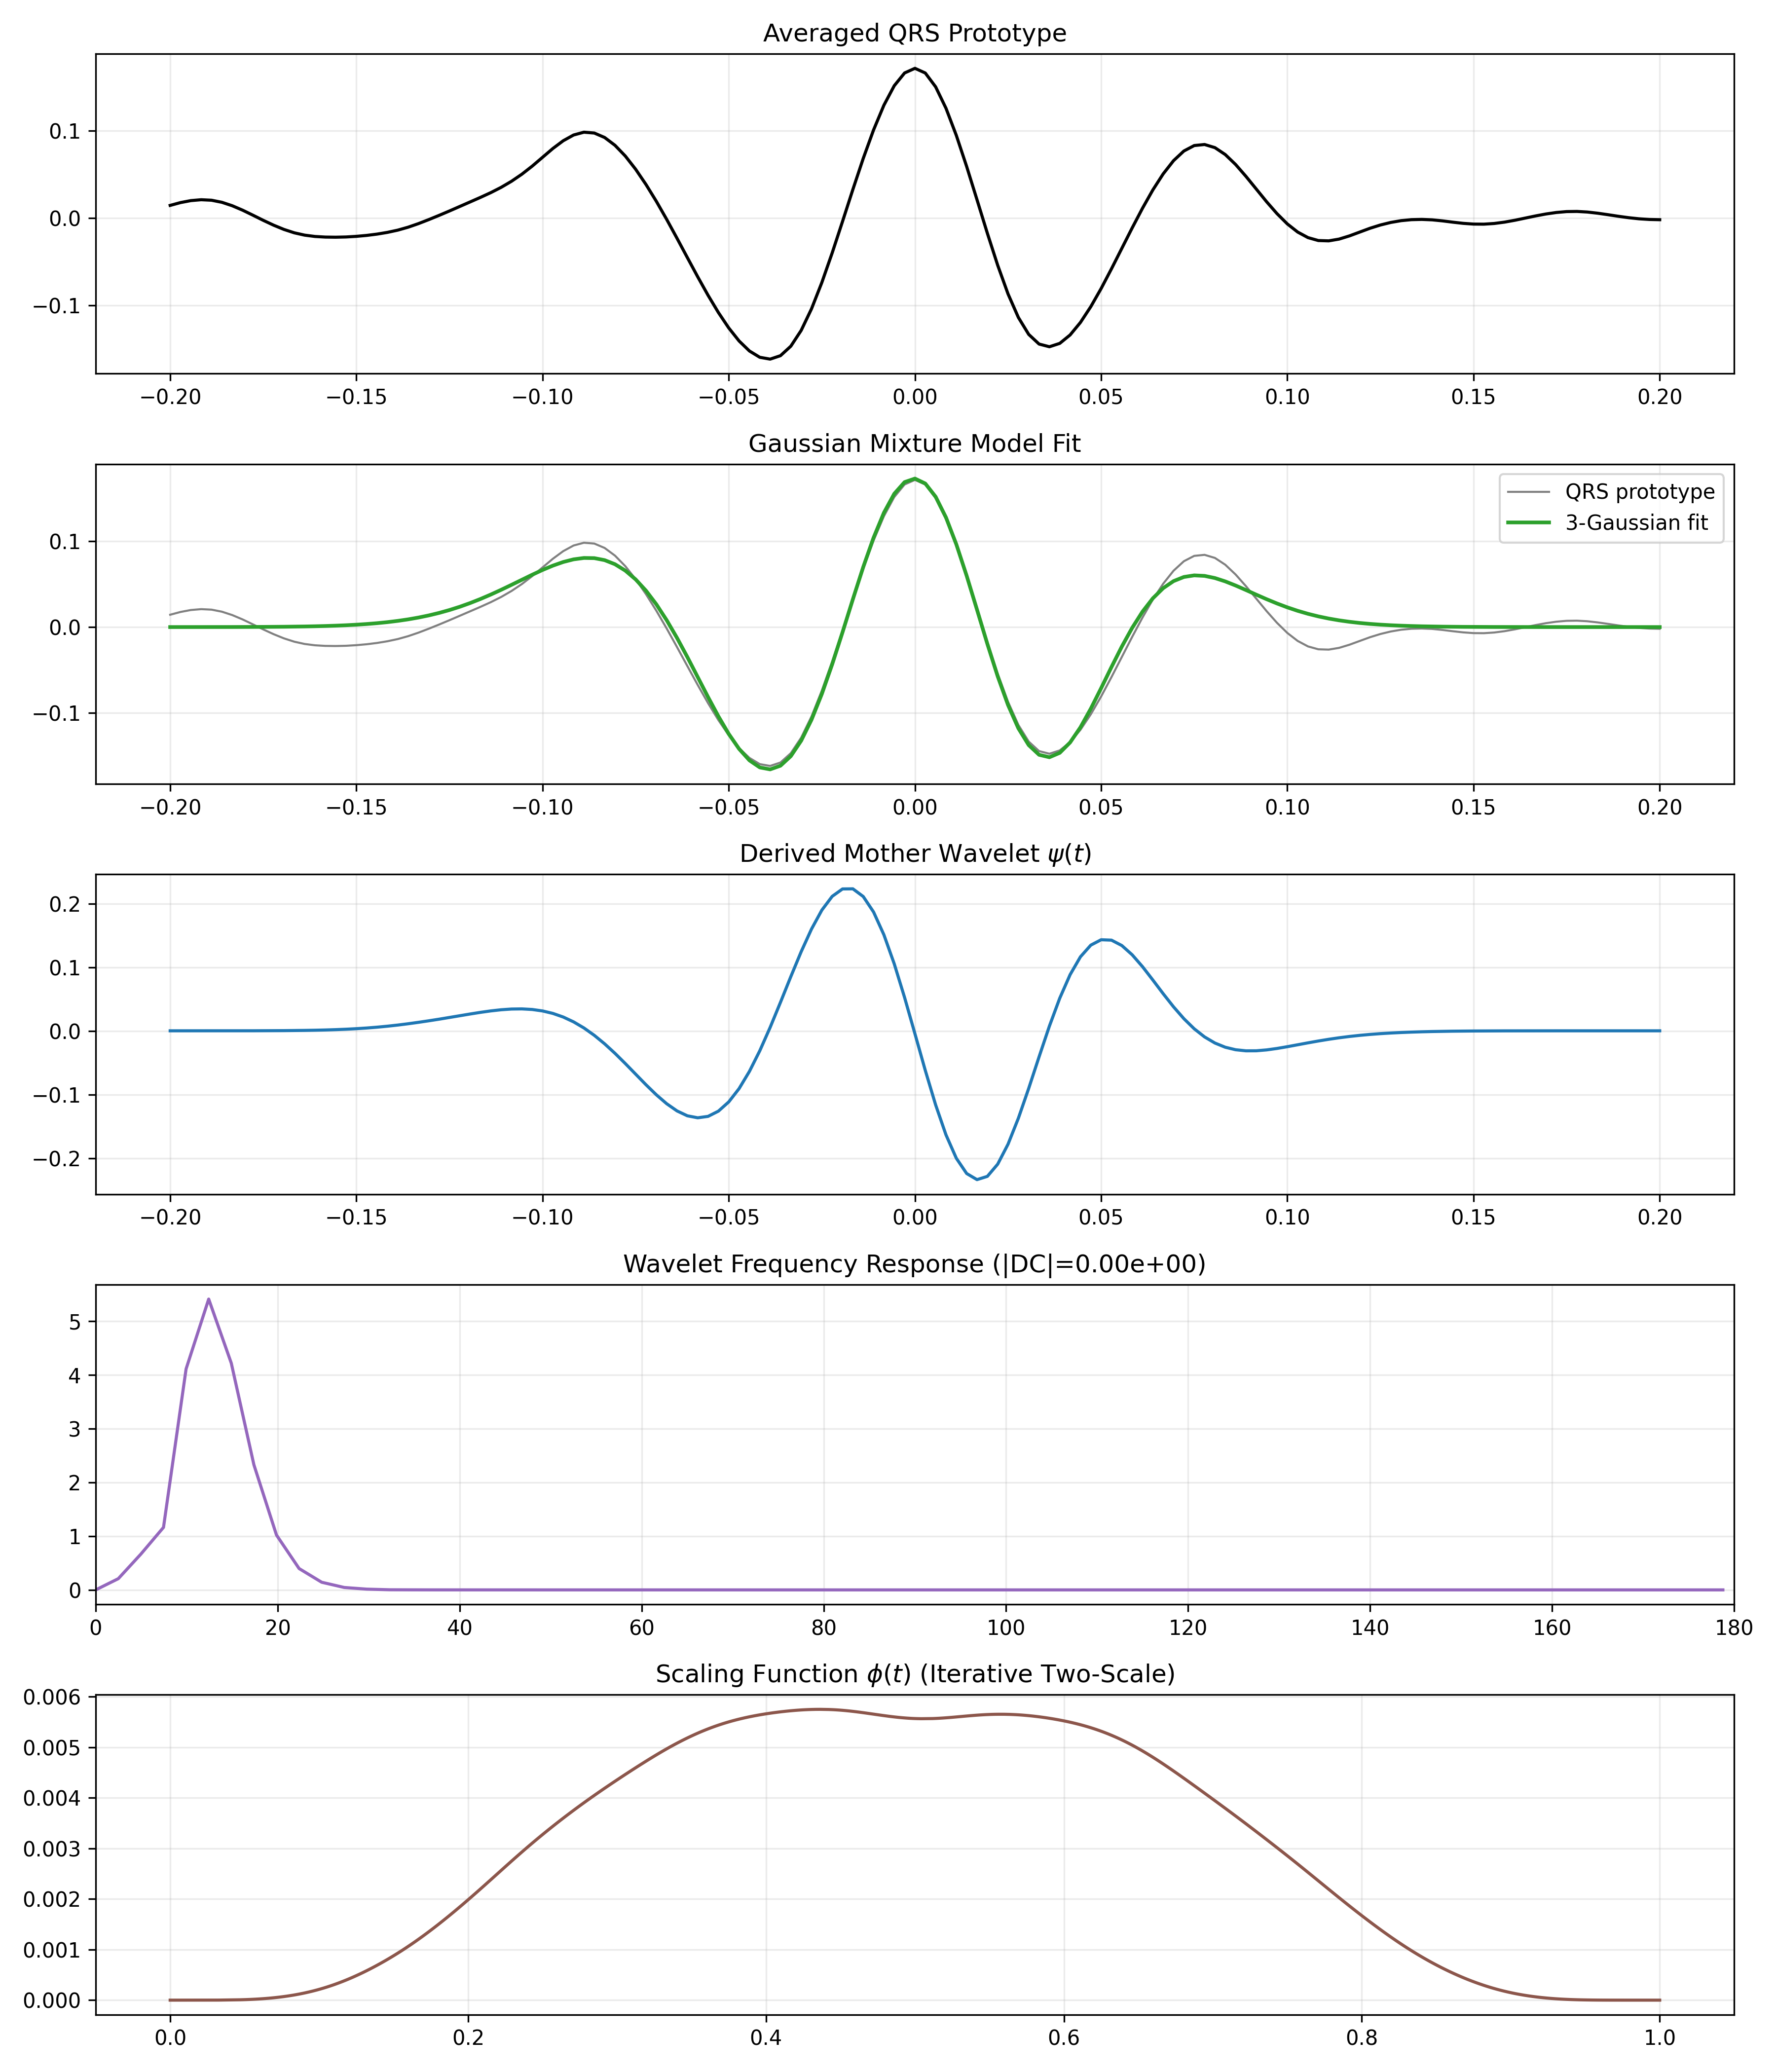 Averaged QRS Prototype
0.1
0.0
−0.1
−0.20 −0.15 −0.10 −0.05 0.00 0.05 0.10 0.15 0.20
Gaussian Mixture Model Fit
QRS prototype
3-Gaussian fit
0.1
0.0
−0.1
−0.20 −0.15 −0.10 −0.05 0.00 0.05 0.10 0.15 0.20
Derived Mother Wavelet ψ(t)
0.2
0.1
0.0
−0.1
−0.2
−0.20 −0.15 −0.10 −0.05 0.00 0.05 0.10 0.15 0.20
Wavelet Frequency Response (|DC|=0.00e+00)
5
4
3
2
1
0
0 20 40 60 80 100 120 140 160 180
Scaling Function ϕ(t) (Iterative Two-Scale)
0.006
0.005
0.004
0.003
0.002
0.001
0.000
0.0 0.2 0.4 0.6 0.8 1.0